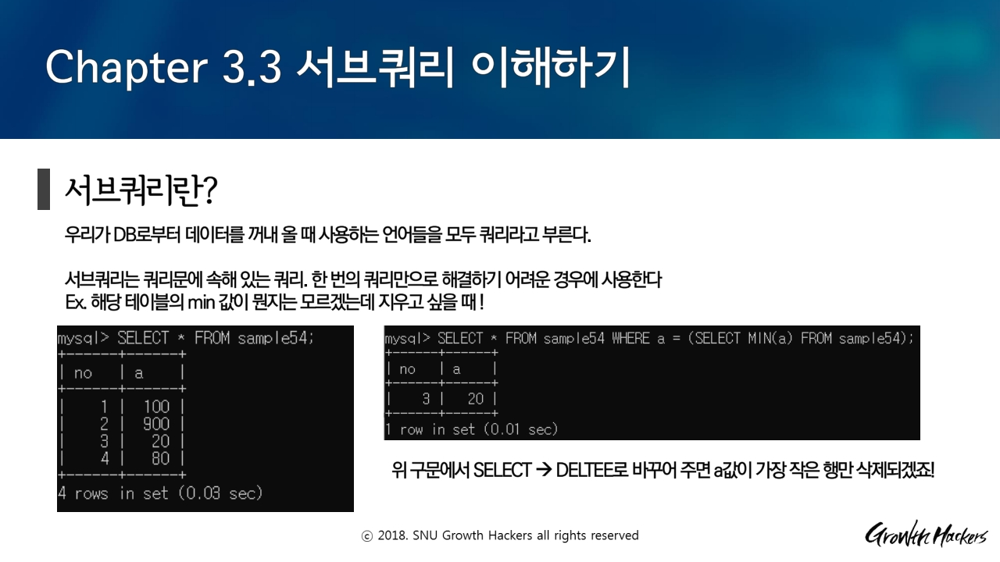 Chapter 3.3 서브쿼리 이해하기
서브쿼리란?
우리가 DB로부터 데이터를 꺼내 올 때 사용하는 언어들을 모두 쿼리라고 부른다.
서브쿼리는 쿼리문에 속해 있는 쿼리. 한 번의 쿼리만으로 해결하기 어려운 경우에 사용한다
Ex. 해당 테이블의 min 값이 뭔지는 모르겠는데 지우고 싶을 때 !
mysql> SELECT * FROM sample54;
+------+------+
| no   | a    |
+------+------+
|    1 |  100 |
|    2 |  900 |
|    3 |   20 |
|    4 |   80 |
+------+------+
4 rows in set (0.03 sec)
mysql> SELECT * FROM sample54 WHERE a = (SELECT MIN(a) FROM sample54);
+------+------+
| no   | a    |
+------+------+
|    3 |   20 |
+------+------+
1 row in set (0.01 sec)
위 구문에서 SELECT → DELTEE로 바꾸어 주면 a값이 가장 작은 행만 삭제되겠죠!
ⓒ 2018. SNU Growth Hackers all rights reserved
Growth Hackers